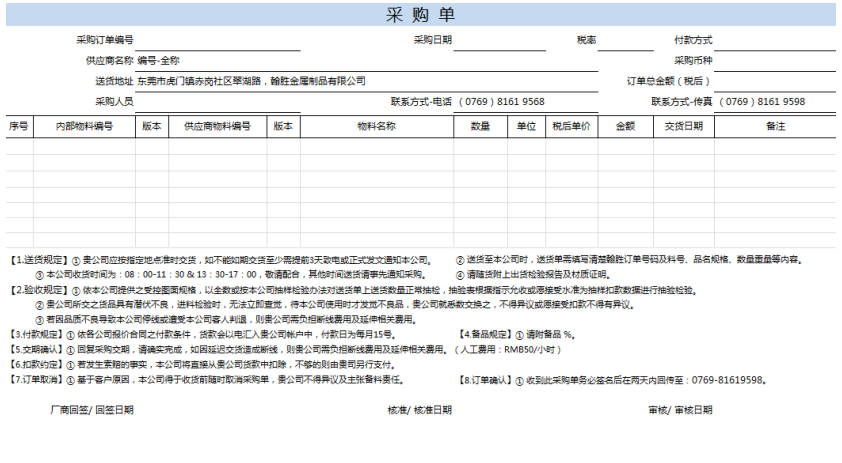 采 购 单
采购订单编号 采购日期 税率 付款方式
供应商名称 编号-全称 采购币种
送货地址 东莞市虎门镇赤岗社区翠湖路，翰胜金属制品有限公司 订单总金额（税后）
采购人员 联系方式-电话 （0769）8161 9568 联系方式-传真 （0769）8161 9598
序号 内部物料编号 版本 供应商物料编号 版本 物料名称 数量 单位 税后单价 金额 交货日期 备注
【1.送货规定】① 贵公司应按指定地点准时交货，如不能如期交货至少需提前3天致电或正式发文通知本公司。 ② 送货至本公司时，送货单需填写清楚翰胜订单号码及料号、品名规格、数量重量等内容。
③ 本公司收货时间为：08：00-11：30 & 13：30-17：00，敬请配合，其他时间送货请事先通知采购。 ④ 请随货附上出货检验报告及材质证明。
【2.验收规定】① 依本公司提供之受控图面规格，以全数或按本公司抽样检验办法对送货单上送货数量正常抽检，抽验表根据指示允收或愿接受水准为抽样扣款数据进行抽验检验。
② 贵公司所交之货品具有潜伏不良，进料检验时，无法立即查觉，待本公司使用时才发觉不良品，贵公司就悉数交换之，不得异议或愿接受扣款不得有异议。
③ 若因品质不良导致本公司停线或遭受本公司客人判退，则贵公司需负担断线费用及延伸相关费用。
【3.付款规定】① 依各公司报价合同之付款条件，货款会以电汇入贵公司帐户中，付款日为每月15号。 【4.备品规定】① 请附备品 %。
【5.交期确认】① 回复采购交期，请确实完成，如因延迟交货造成断线，则贵公司需负担断线费用及延伸相关费用。（人工费用：RMB50/小时）
【6.扣款约定】① 若发生索赔的事实，本公司将直接从贵公司货款中扣除，不够的则由贵司另行支付。
【7.订单取消】① 基于客户原因，本公司得于收货前随时取消采购单，贵公司不得异议及主张备料责任。 【8.订单确认】① 收到此采购单务必签名后在两天内回传至：0769-81619598。
厂商回签/ 回签日期 核准/ 核准日期 审核/ 审核日期